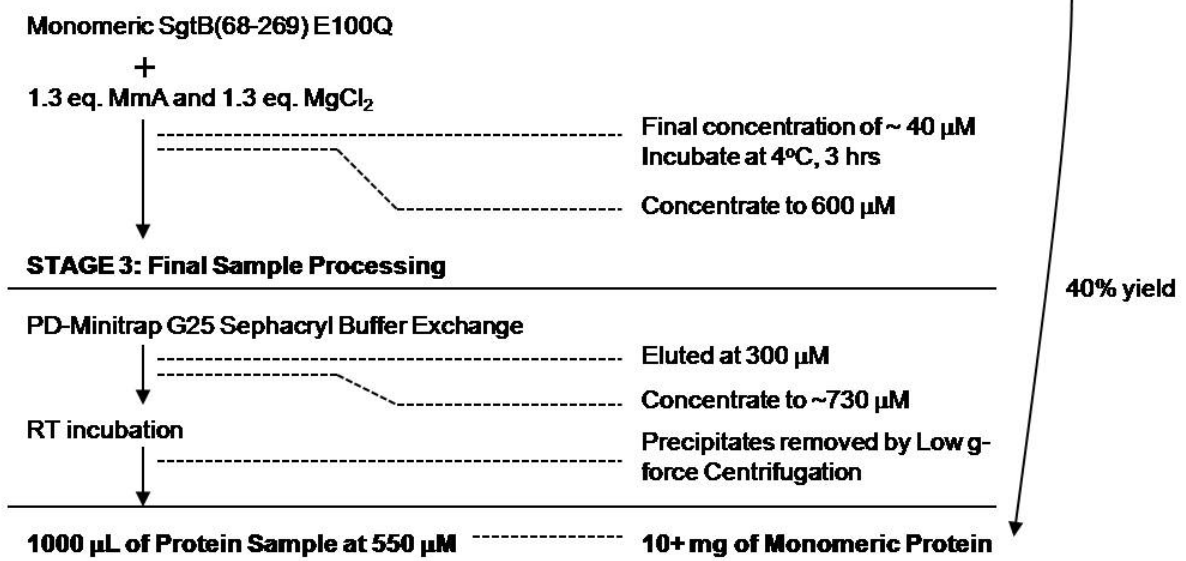 Monomeric SgtB(68-269) E100Q
+
1.3 eq. MmA and 1.3 eq. MgCl₂
Final concentration of ~ 40 μM
Incubate at 4ºC, 3 hrs
Concentrate to 600 μM
STAGE 3: Final Sample Processing
40% yield
PD-Minitrap G25 Sephacryl Buffer Exchange
Eluted at 300 μM
Concentrate to ~730 μM
RT incubation
Precipitates removed by Low g-
force Centrifugation
1000 μL of Protein Sample at 550 μM
10+ mg of Monomeric Protein